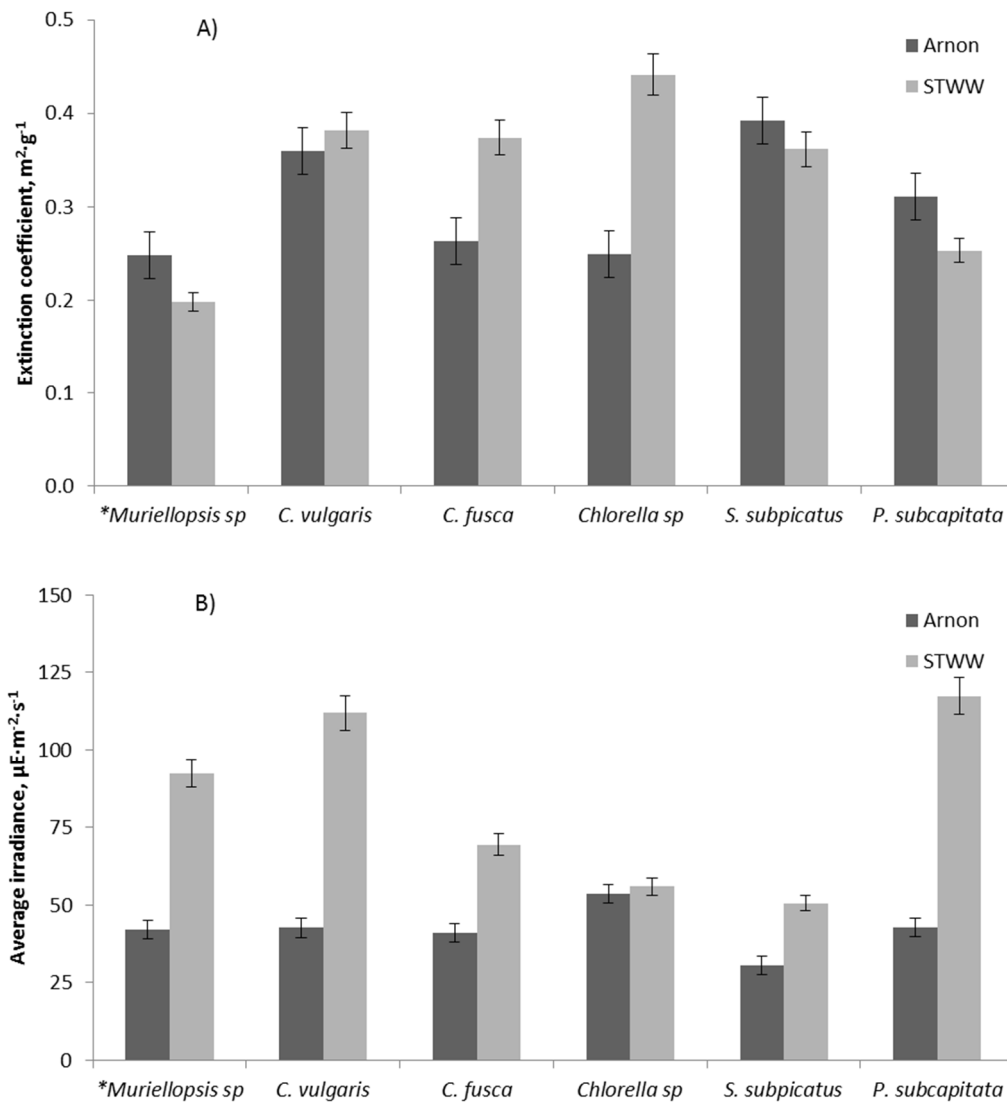 A)
Arnon
STWW
Extinction coefficient, m²·g⁻¹
0.5
0.4
0.3
0.2
0.1
0.0
*Muriellopsis sp
C. vulgaris
C. fusca
Chlorella sp
S. subpicatus
P. subcapitata
B)
Arnon
STWW
Average irradiance, µE·m⁻²·s⁻¹
150
125
100
75
50
25
0
*Muriellopsis sp
C. vulgaris
C. fusca
Chlorella sp
S. subpicatus
P. subcapitata